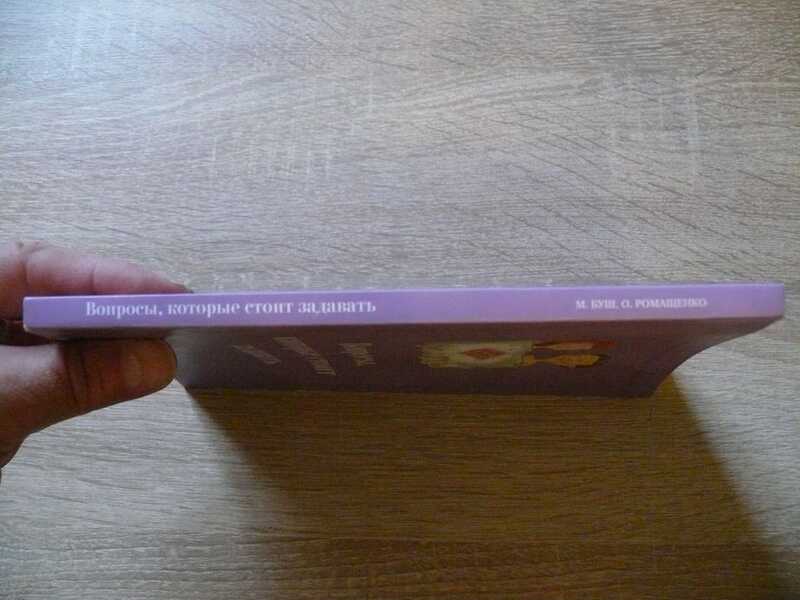 Вопросы, которые стоит задавать
М. БУШ, О. РОМАЩЕНКО